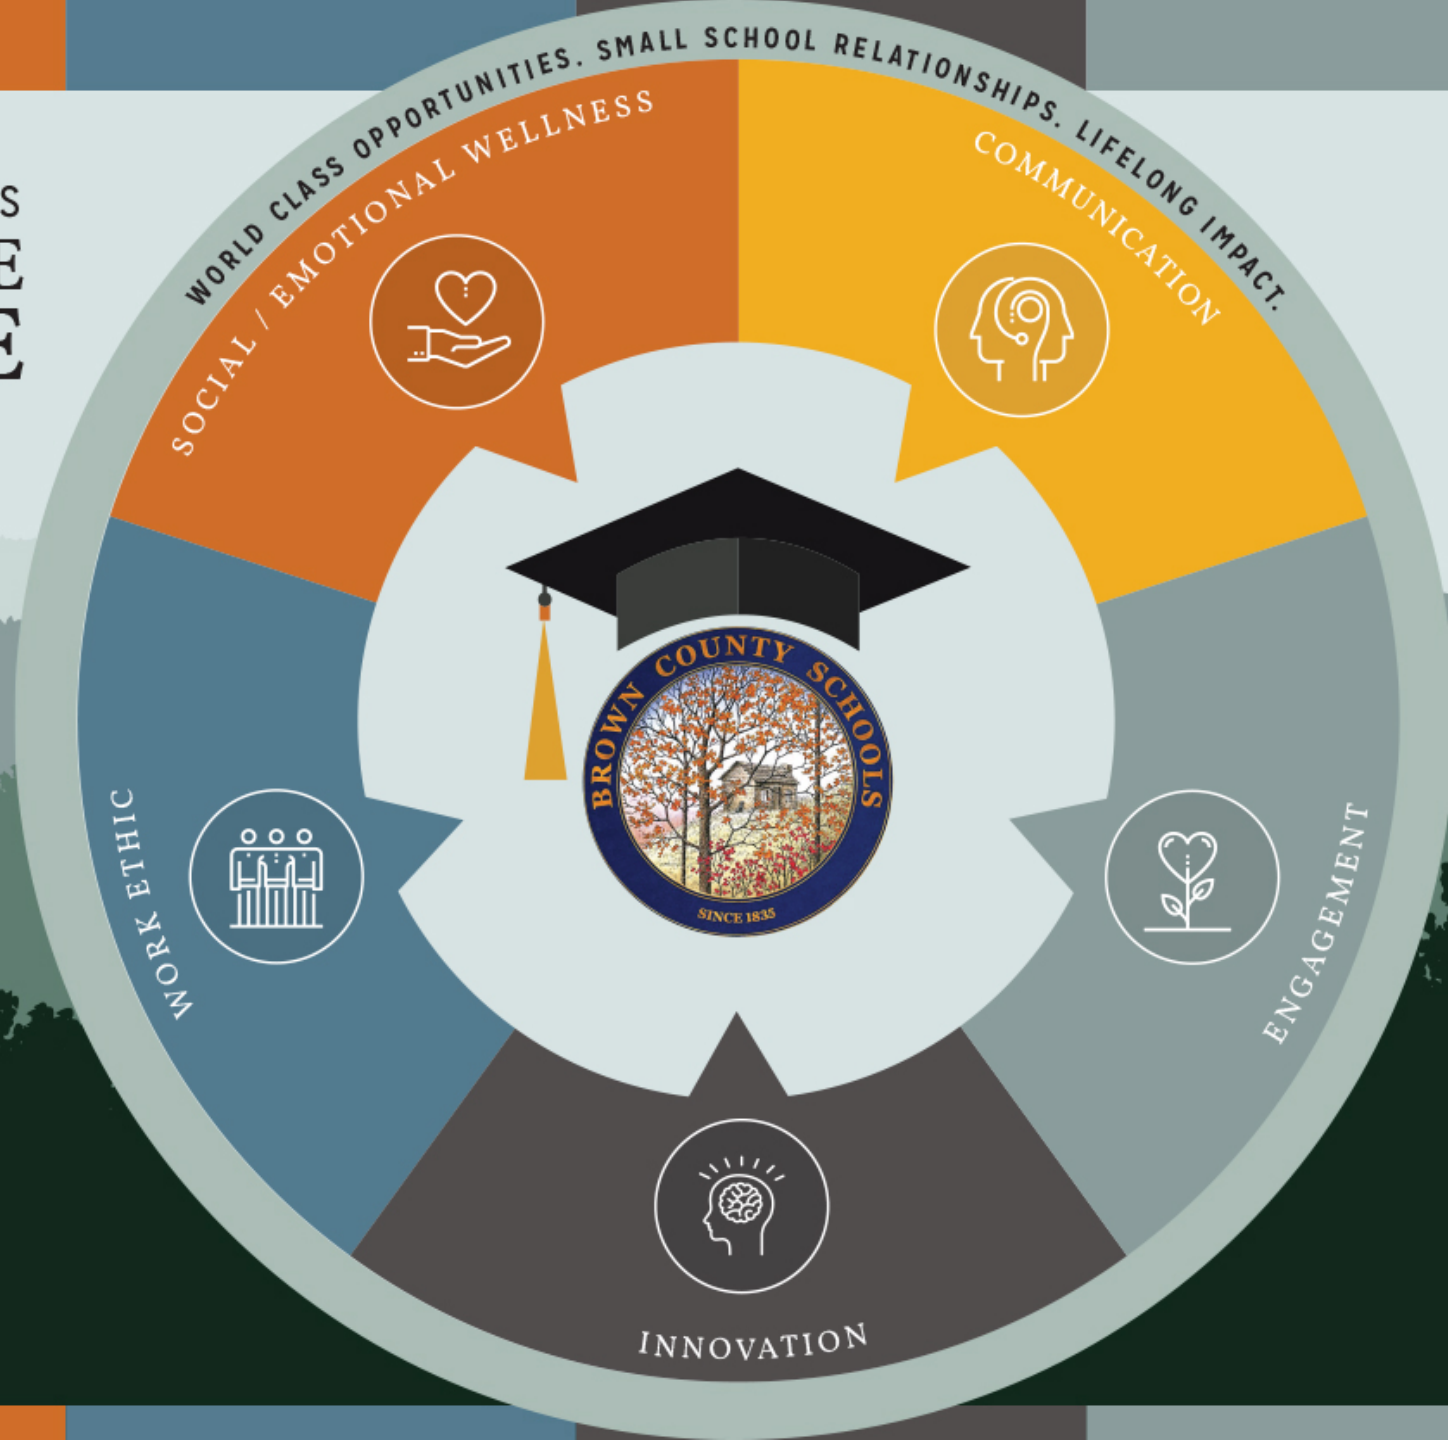 WORLD CLASS OPPORTUNITIES. SMALL SCHOOL RELATIONSHIPS. LIFELONG IMPACT.
SOCIAL / EMOTIONAL WELLNESS
COMMUNICATION
S
E
E
BROWN COUNTY SCHOOLS
SINCE 1835
WORK ETHIC
ENGAGEMENT
INNOVATION